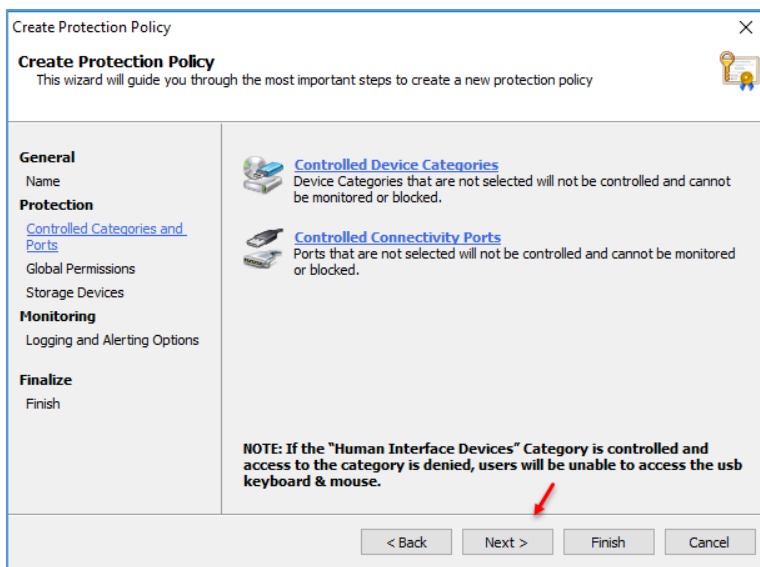 Create Protection Policy
Create Protection Policy
This wizard will guide you through the most important steps to create a new protection policy
General
Name
Protection
Controlled Categories and
Ports
Global Permissions
Storage Devices
Monitoring
Logging and Alerting Options
Finalize
Finish
Controlled Device Categories
Device Categories that are not selected will not be controlled and cannot
be monitored or blocked.
Controlled Connectivity Ports
Ports that are not selected will not be controlled and cannot be monitored
or blocked.
NOTE: If the "Human Interface Devices" Category is controlled and
access to the category is denied, users will be unable to access the usb
keyboard & mouse.
< Back
Next >
Finish
Cancel